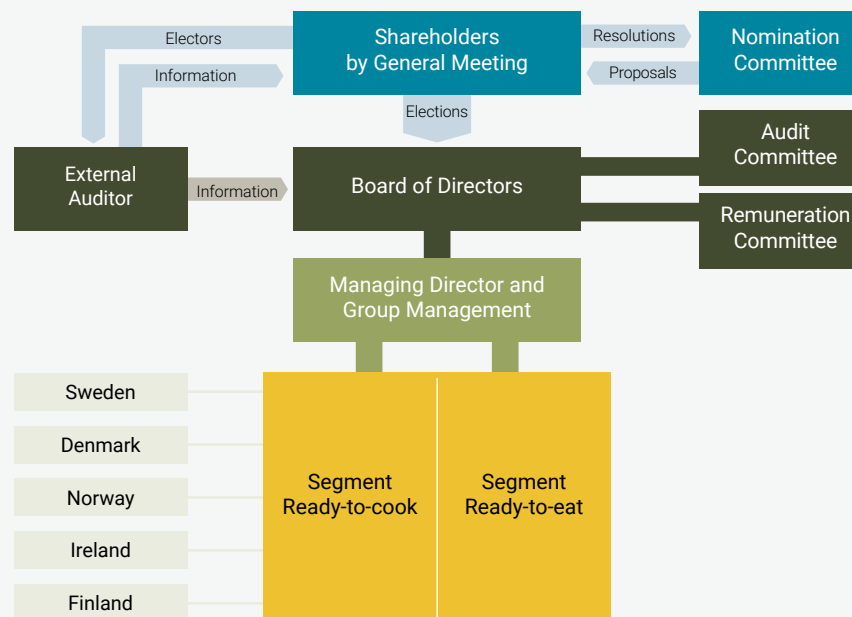 Electors
Shareholders
by General Meeting
Resolutions
Nomination
Committee
Information
Proposals
Elections
Audit
Committee
External
Auditor
Information
Board of Directors
Remuneration
Committee
Managing Director and
Group Management
Sweden
Denmark
Norway
Ireland
Finland
Segment
Ready-to-cook
Segment
Ready-to-eat